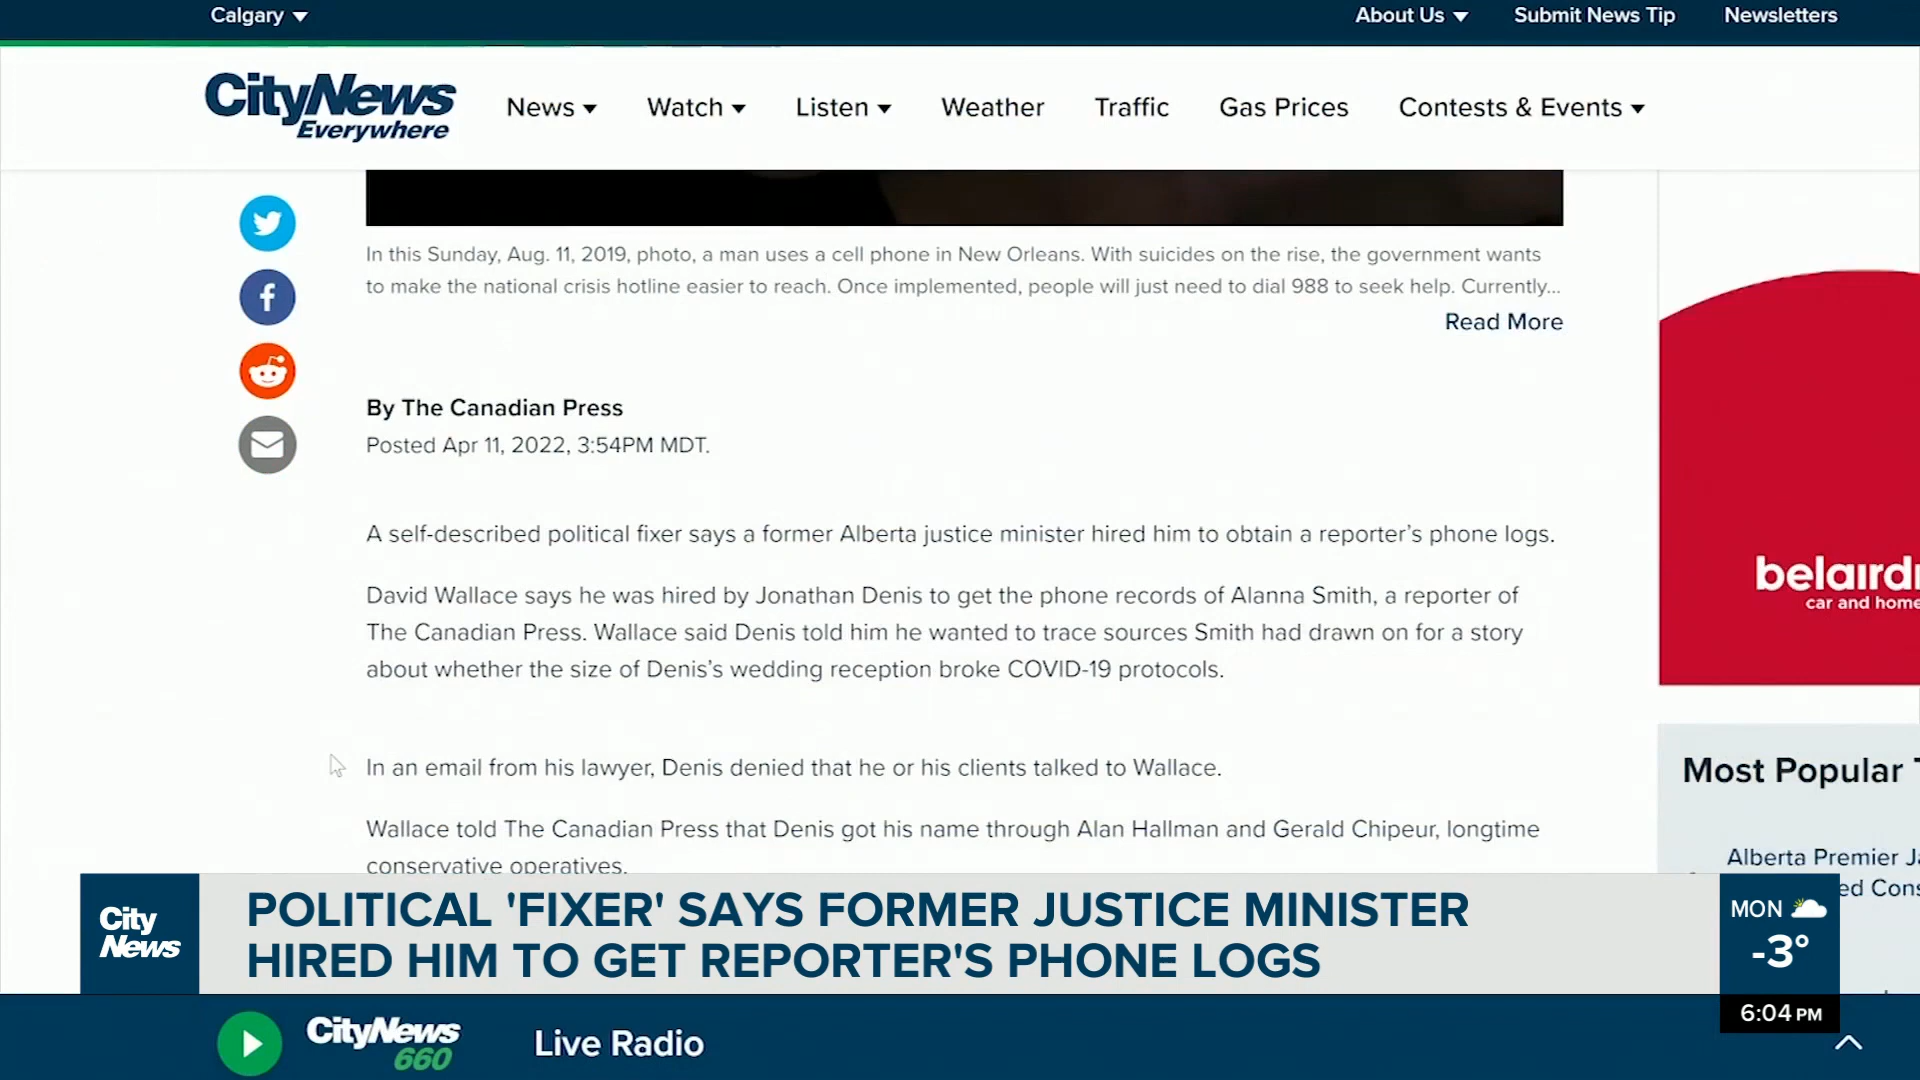 Calgary
About Us
Submit News Tip
Newsletters
CityNews
Everywhere
News
Watch
Listen
Weather
Traffic
Gas Prices
Contests & Events
In this Sunday, Aug. 11, 2019, photo, a man uses a cell phone in New Orleans. With suicides on the rise, the government wants
to make the national crisis hotline easier to reach. Once implemented, people will just need to dial 988 to seek help. Currently...
Read More
By The Canadian Press
Posted Apr 11, 2022, 3:54PM MDT.
A self-described political fixer says a former Alberta justice minister hired him to obtain a reporter's phone logs.
David Wallace says he was hired by Jonathan Denis to get the phone records of Alanna Smith, a reporter of
The Canadian Press. Wallace said Denis told him he wanted to trace sources Smith had drawn on for a story
about whether the size of Denis's wedding reception broke COVID-19 protocols.
In an email from his lawyer, Denis denied that he or his clients talked to Wallace.
Wallace told The Canadian Press that Denis got his name through Alan Hallman and Gerald Chipeur, longtime
conservative operatives.
belaird
car and home
Most Popular
Alberta Premier
City
News
POLITICAL 'FIXER' SAYS FORMER JUSTICE MINISTER
HIRED HIM TO GET REPORTER'S PHONE LOGS
MON
-3°
6:04 PM
CityNews
660
Live Radio